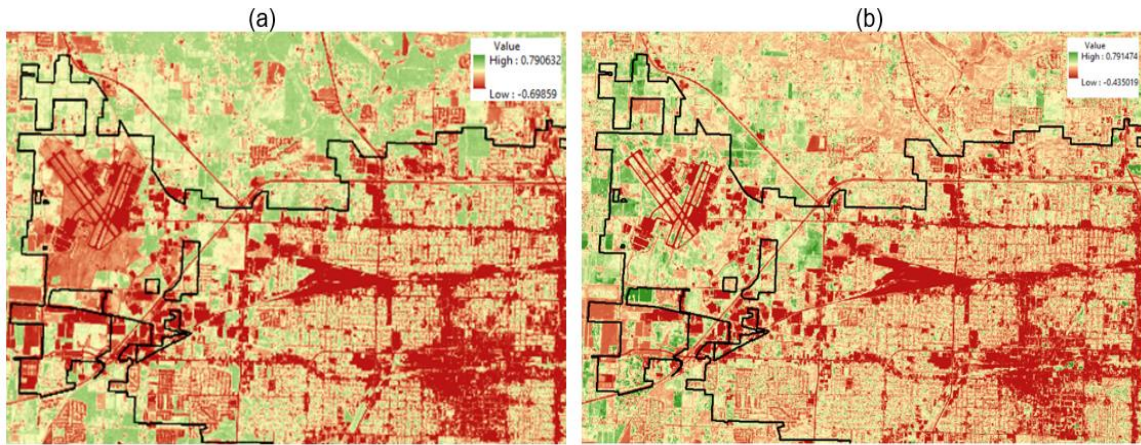 (a)
(b)
Value
High : 0.790632
Low : -0.69859
Value
High : 0.791474
Low : -0.435019